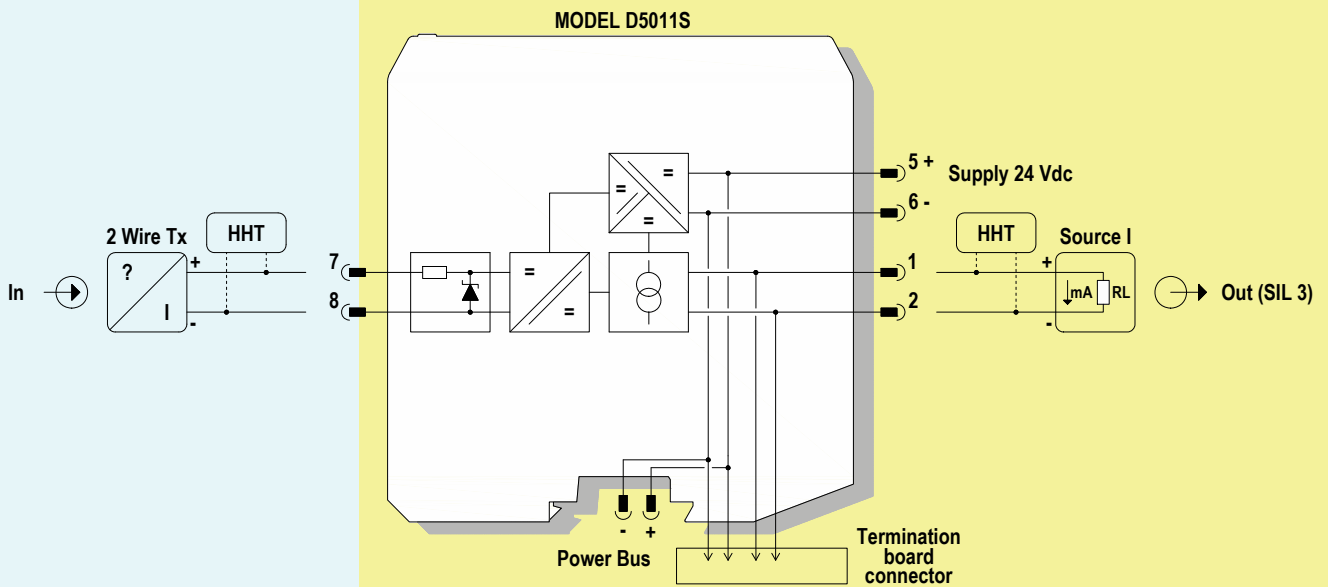 MODEL D5011S
5 +
Supply 24 Vdc
=
=
=
6 -
2 Wire Tx
HHT
HHT
Source I
+
7
1
+
?
=
In
mA
RL
Out (SIL 3)
I
8
=
2
-
-
- +
Power Bus
Termination
board
connector